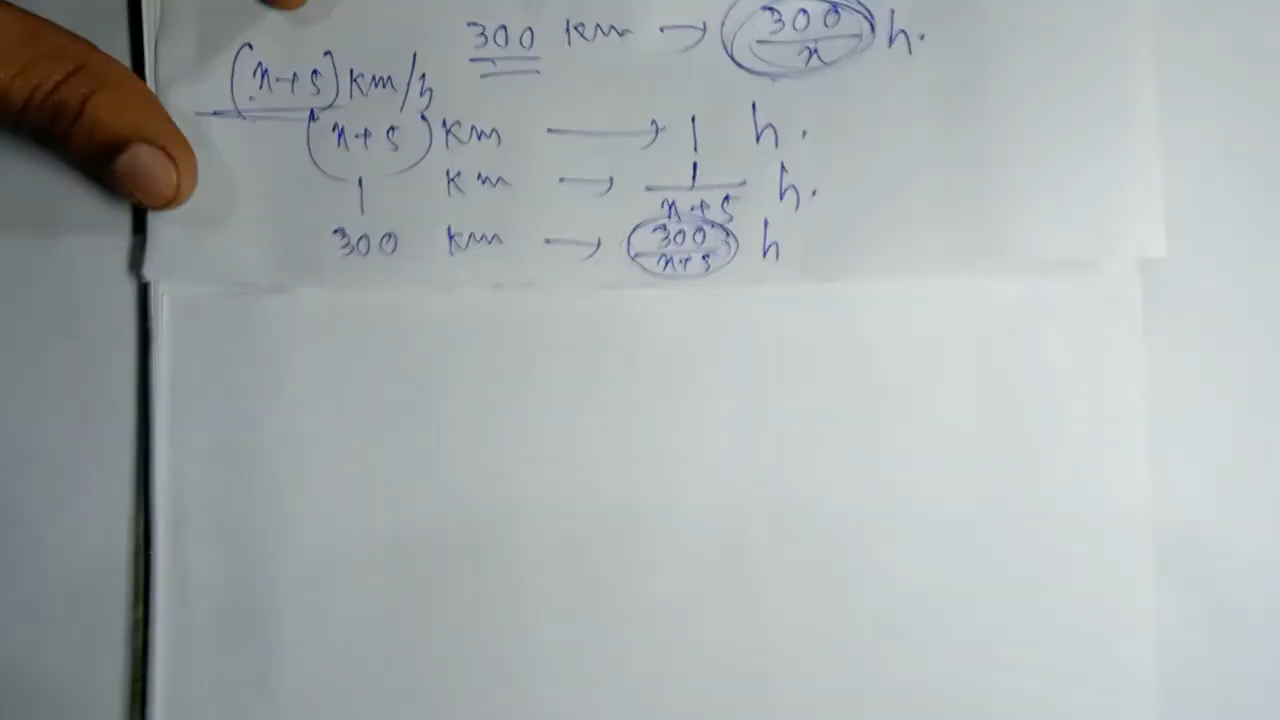 300 km → 300/x h.
(x+5) km/h
(x+5) km → 1 h.
1 km → 1/x+5 h.
300 km → 300/x+5 h